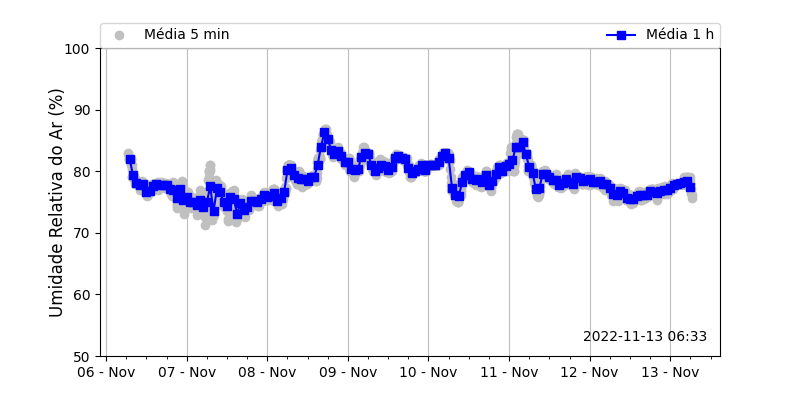 Média 5 min
Média 1 h
Umidade Relativa do Ar (%)
100
90
80
70
60
50
2022-11-13 06:33
06 - Nov
07 - Nov
08 - Nov
09 - Nov
10 - Nov
11 - Nov
12 - Nov
13 - Nov